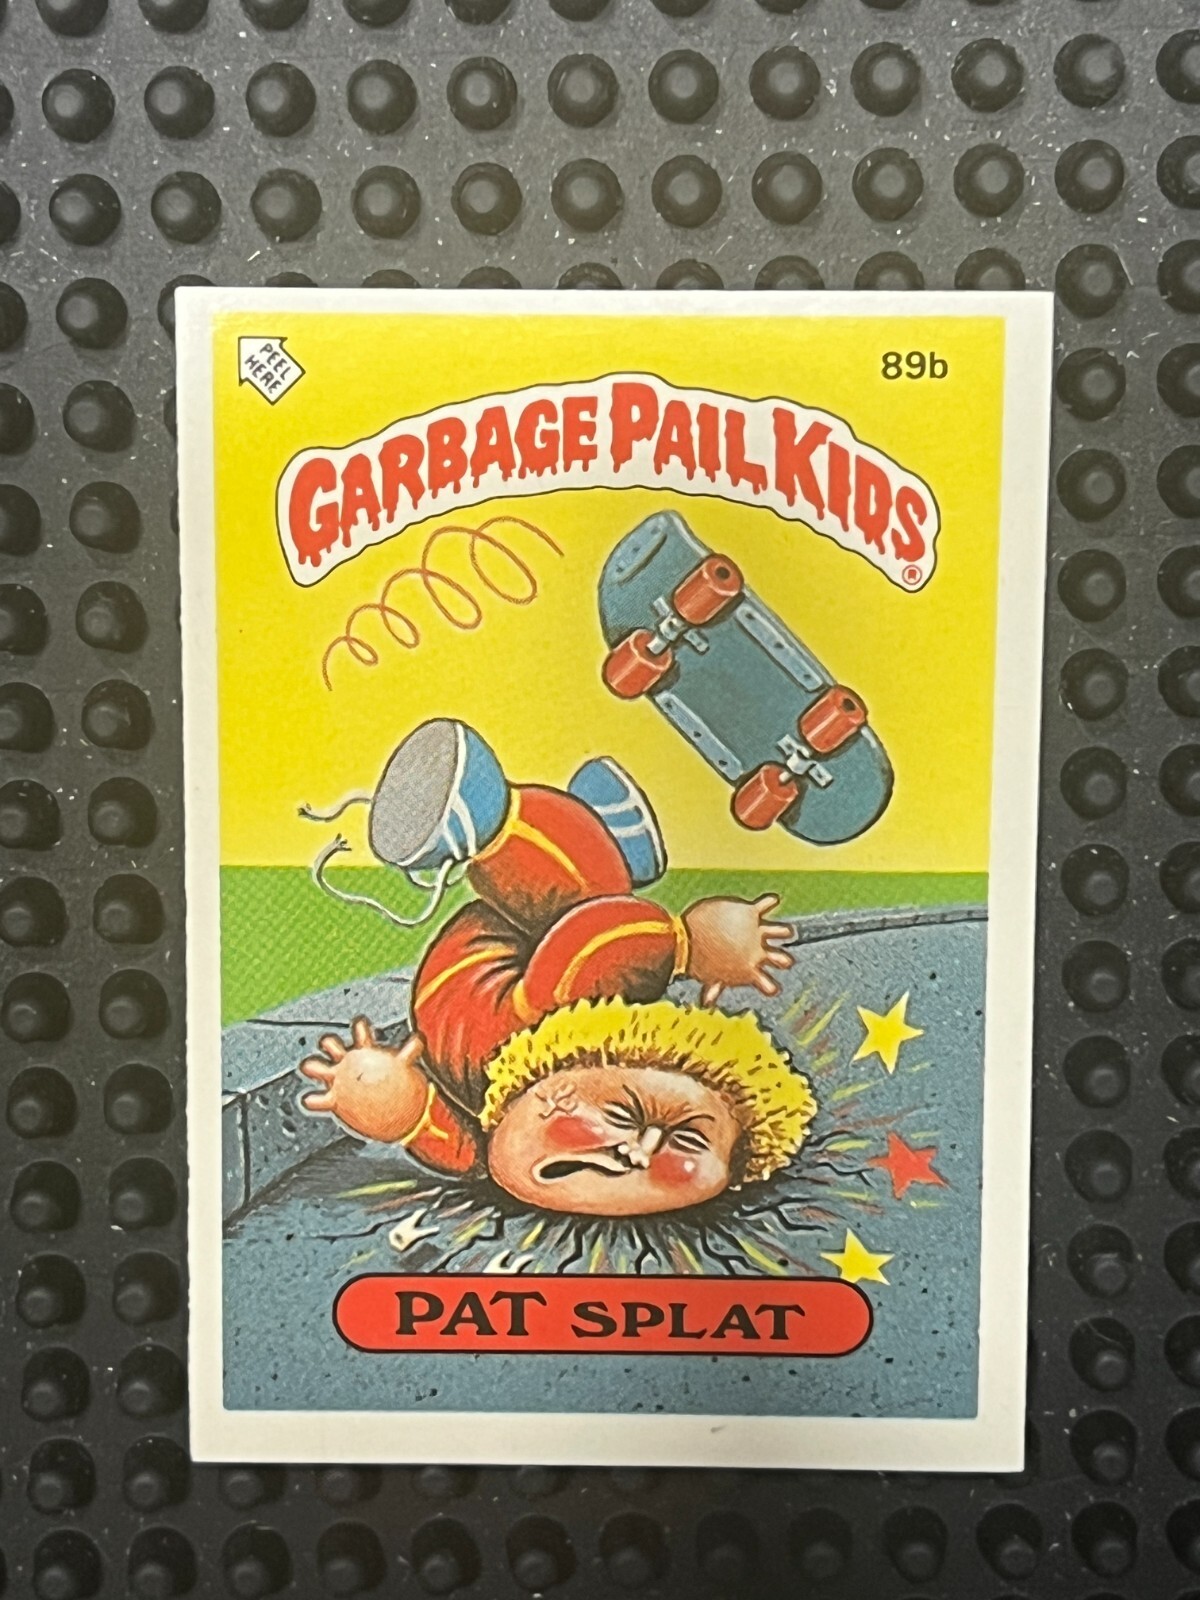 PEEL
HERE
89b
GARBAGE PAIL KIDS
®
PAT SPLAT